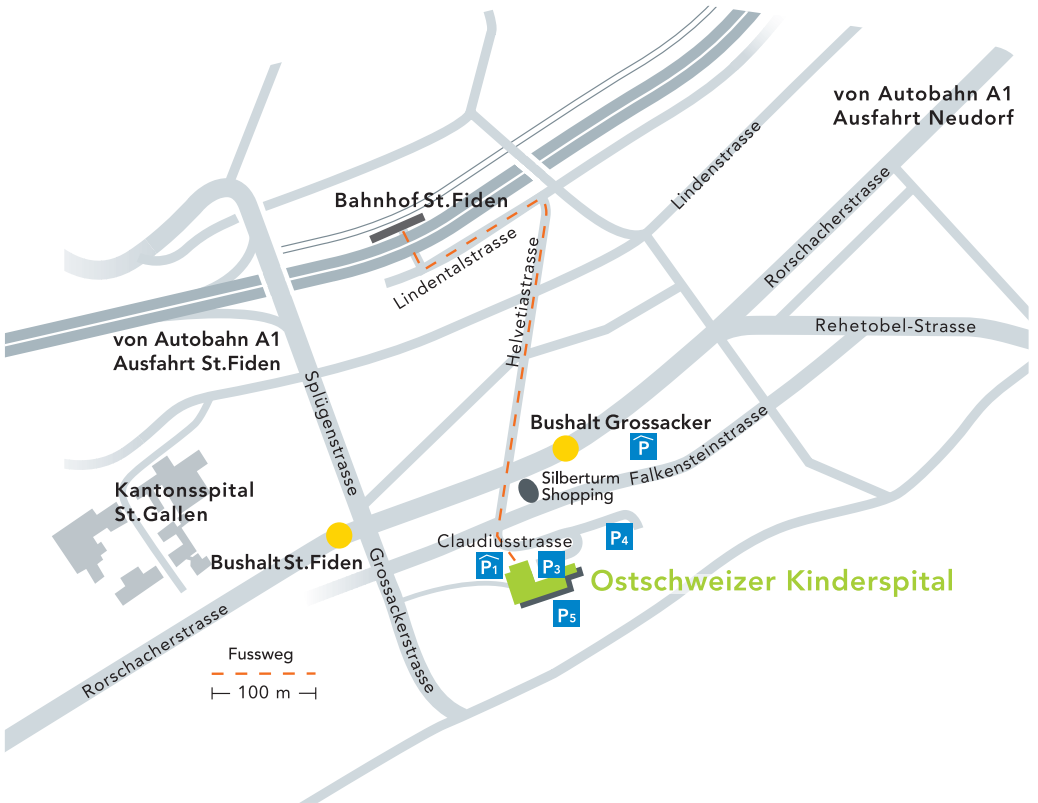 von Autobahn A1
Ausfahrt Neudorf
Lindenstrasse
Bahnhof St.Fiden
Rorschacherstrasse
Lindentalstrasse
Helvetiastrasse
Rehetobel-Strasse
von Autobahn A1
Ausfahrt St.Fiden
Splügenstrasse
Bushalt Grossacker
P
Falkensteinstrasse
Silberturm
Shopping
Kantonsspital
St.Gallen
Claudiusstrasse
P4
Bushalt St.Fiden
P1
P3
Ostschweizer Kinderspital
P5
Grossackerstrasse
Rorschacherstrasse
Fussweg
100 m